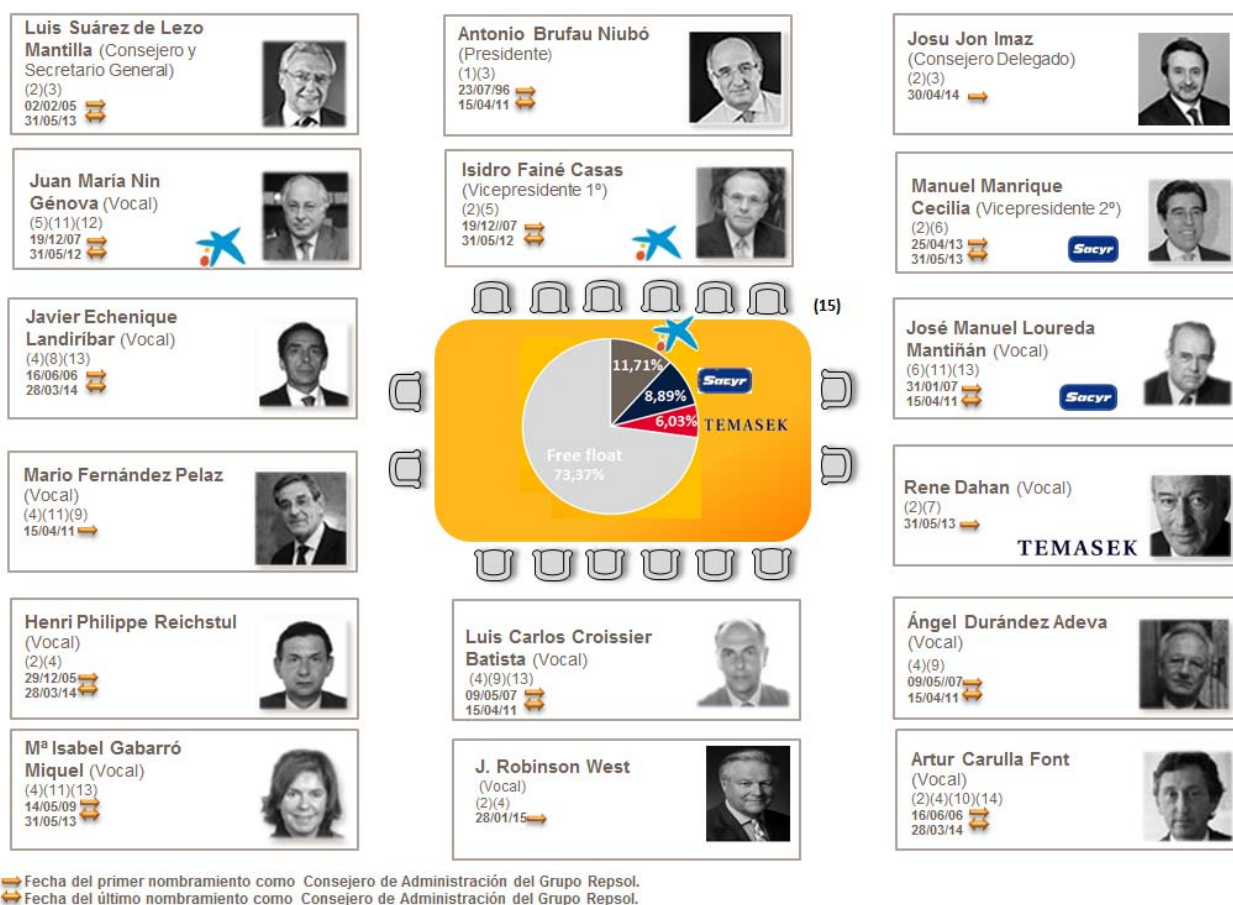 Luis Suárez de Lezo
Mantilla (Consejero y
Secretario General)
(2)(3)
02/02/05
31/05/13
Antonio Brufau Niubó
(Presidente)
(1)(3)
23/07/96
15/04/11
Josu Jon Imaz
(Consejero Delegado)
(2)(3)
30/04/14
Juan María Nin
Génova (Vocal)
(5)(11)(12)
19/12/07
31/05/12
Isidro Fainé Casas
(Vicepresidente 1º)
(2)(5)
19/12//07
31/05/12
Manuel Manrique
Cecilia (Vicepresidente 2º)
(2)(6)
25/04/13
31/05/13
Sacyr
Javier Echenique
Landiríbar (Vocal)
(4)(8)(13)
16/06/06
28/03/14
(15)
11,71%
Sacyr
8,89%
6,03%
TEMASEK
Free float
73,37%
José Manuel Loureda
Mantiñán (Vocal)
(6)(11)(13)
31/01/07
15/04/11
Sacyr
Mario Fernández Pelaz
(Vocal)
(4)(11)(9)
15/04/11
Rene Dahan (Vocal)
(2)(7)
31/05/13
TEMASEK
Henri Philippe Reichstul
(Vocal)
(2)(4)
29/12/05
28/03/14
Luis Carlos Croissier
Batista (Vocal)
(4)(9)(13)
09/05/07
15/04/11
Ángel Durández Adeva
(Vocal)
(4)(9)
09/05//07
15/04/11
Mª Isabel Gabarró
Miquel (Vocal)
(4)(11)(13)
14/05/09
31/05/13
J. Robinson West
(Vocal)
(2)(4)
28/01/15
Artur Carulla Font
(Vocal)
(2)(4)(10)(14)
16/06/06
28/03/14
Fecha del primer nombramiento como Consejero de Administración del Grupo Repsol.
Fecha del último nombramiento como Consejero de Administración del Grupo Repsol.